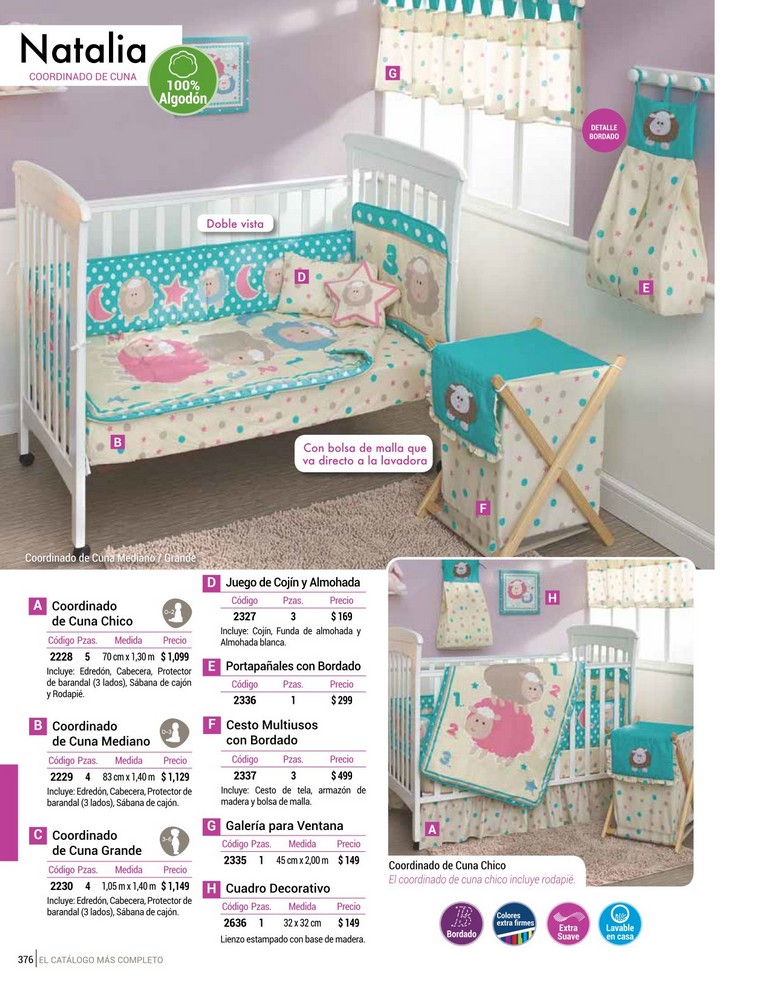 Natalia
COORDINADO DE CUNA
100%
Algodón
G
DETALLE
BORDADO
Doble vista
D
E
B
Con bolsa de malla que
va directo a la lavadora
F
Coordinado de Cuna Mediano / Grande
A Coordinado
de Cuna Chico
0-2
Código Pzas. Medida Precio
2228 5 70 cm x 1,30 m $1,099
Incluye: Edredón, Cabecera, Protector
de barandal (3 lados), Sábana de cajón
y Rodapié.
B Coordinado
de Cuna Mediano
0-3
Código Pzas. Medida Precio
2229 4 83 cm x 1,40 m $1,129
Incluye: Edredón, Cabecera, Protector de
barandal (3 lados), Sábana de cajón.
C Coordinado
de Cuna Grande
Código Pzas. Medida Precio
2230 4 1,05 m x 1,40 m $1,149
Incluye: Edredón, Cabecera, Protector de
barandal (3 lados), Sábana de cajón.
D Juego de Cojín y Almohada
Código Pzas. Precio
2327 3 $169
Incluye: Cojín, Funda de almohada y
Almohada blanca.
E Portapañales con Bordado
Código Pzas. Precio
2336 1 $299
F Cesto Multiusos
con Bordado
Código Pzas. Precio
2337 3 $499
Incluye: Cesto de tela, armazón de
madera y bolsa de malla.
G Galería para Ventana
Código Pzas. Medida Precio
2335 1 45 cm x 2,00 m $149
H Cuadro Decorativo
Código Pzas. Medida Precio
2636 1 32 x 32 cm $149
Lienzo estampado con base de madera.
H
A
Coordinado de Cuna Chico
El coordinado de cuna chico incluye rodapié.
Bordado
Colores
extra firmes
Extra
Suave
Lavable
en casa
376 EL CATÁLOGO MÁS COMPLETO